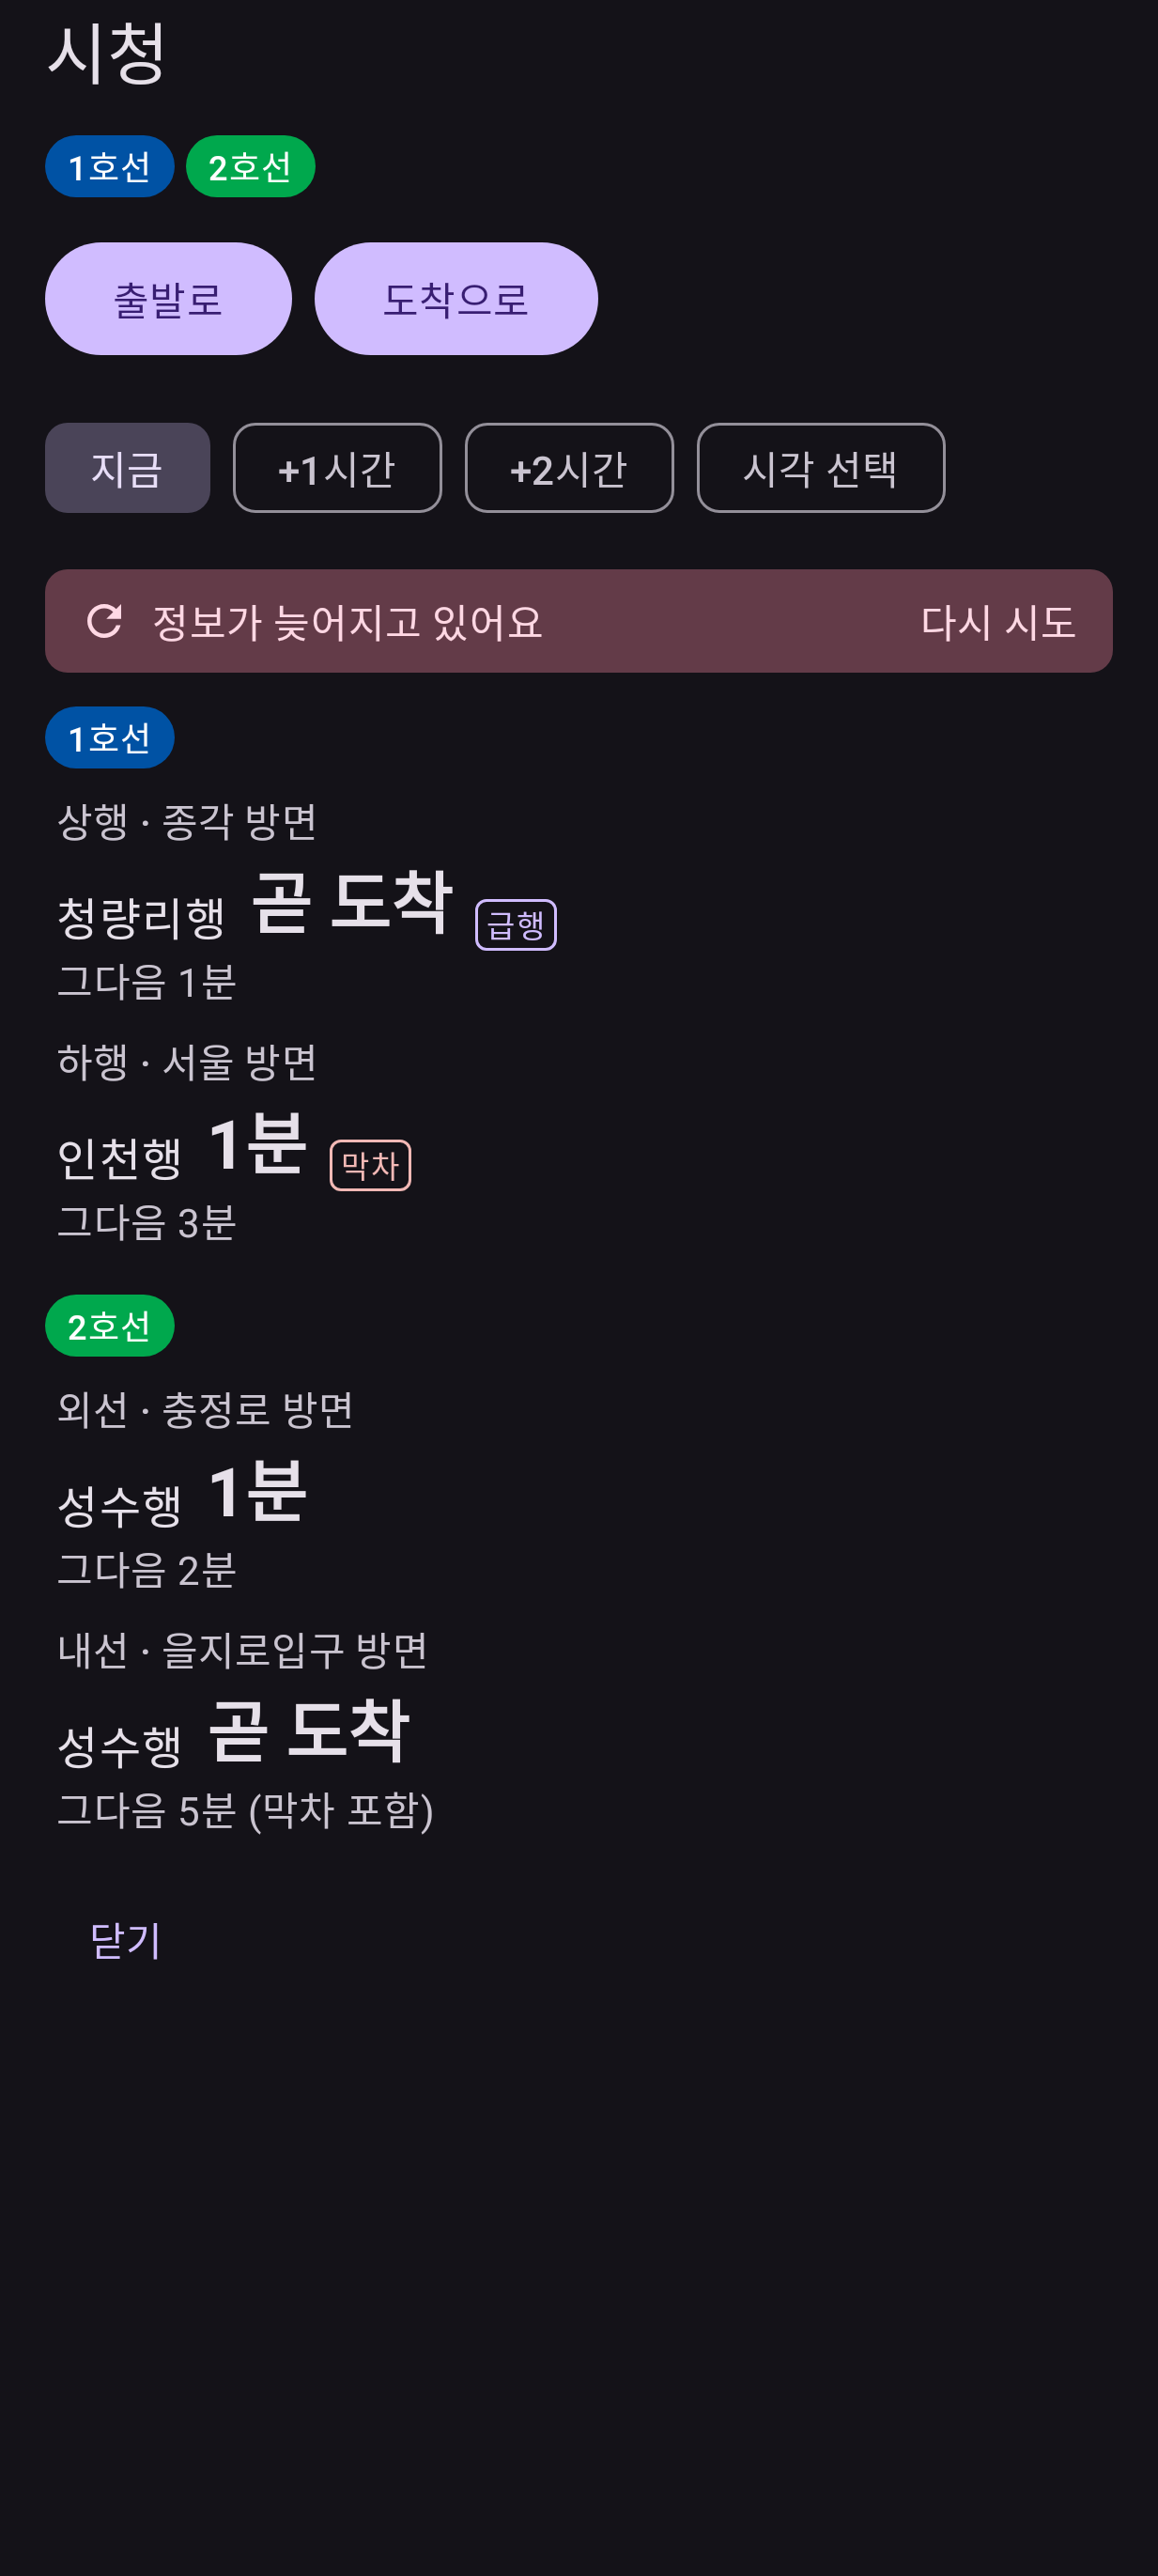 시청
1호선 2호선
출발로 도착으로
지금 +1시간 +2시간 시각 선택
정보가 늦어지고 있어요 다시 시도
1호선
상행 · 종각 방면
청량리행 곧 도착 급행
그다음 1분
하행 · 서울 방면
인천행 1분 막차
그다음 3분
2호선
외선 · 충정로 방면
성수행 1분
그다음 2분
내선 · 을지로입구 방면
성수행 곧 도착
그다음 5분 (막차 포함)
닫기